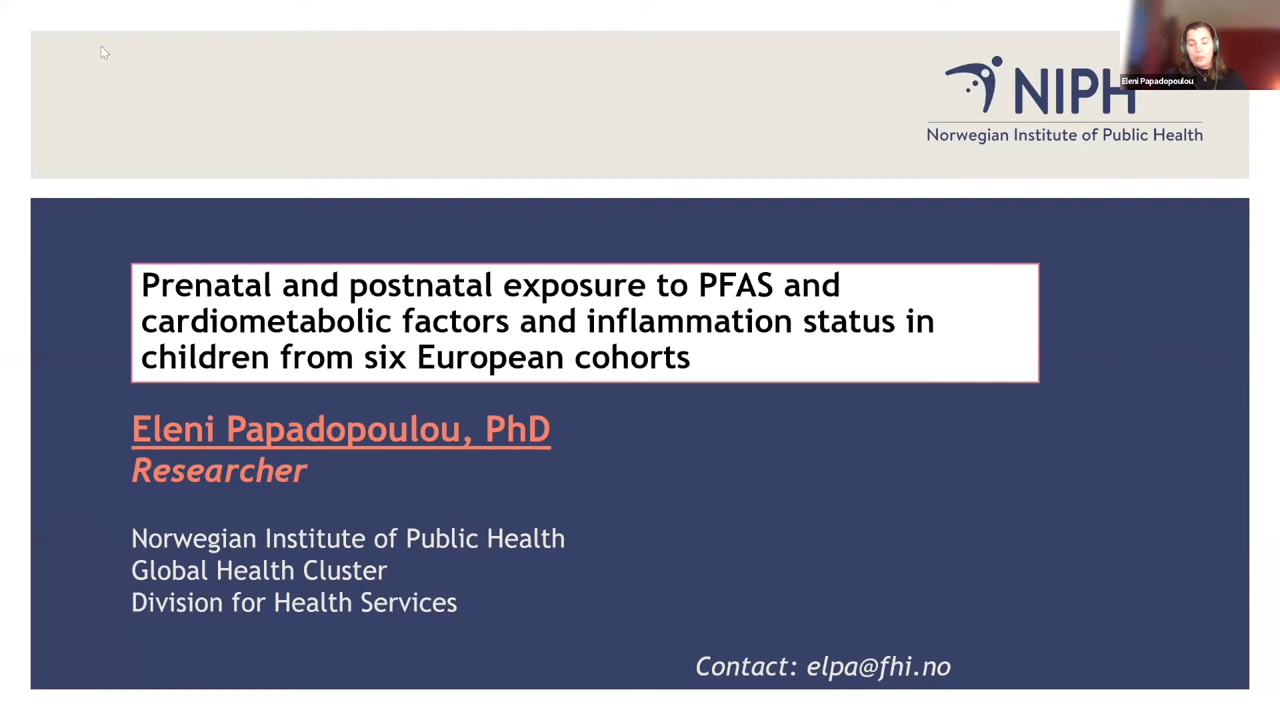 NIPH
Norwegian Institute of Public Health
Eleni Papadopoulou
Prenatal and postnatal exposure to PFAS and
cardiometabolic factors and inflammation status in
children from six European cohorts
Eleni Papadopoulou, PhD
Researcher
Norwegian Institute of Public Health
Global Health Cluster
Division for Health Services
Contact: elpa@fhi.no